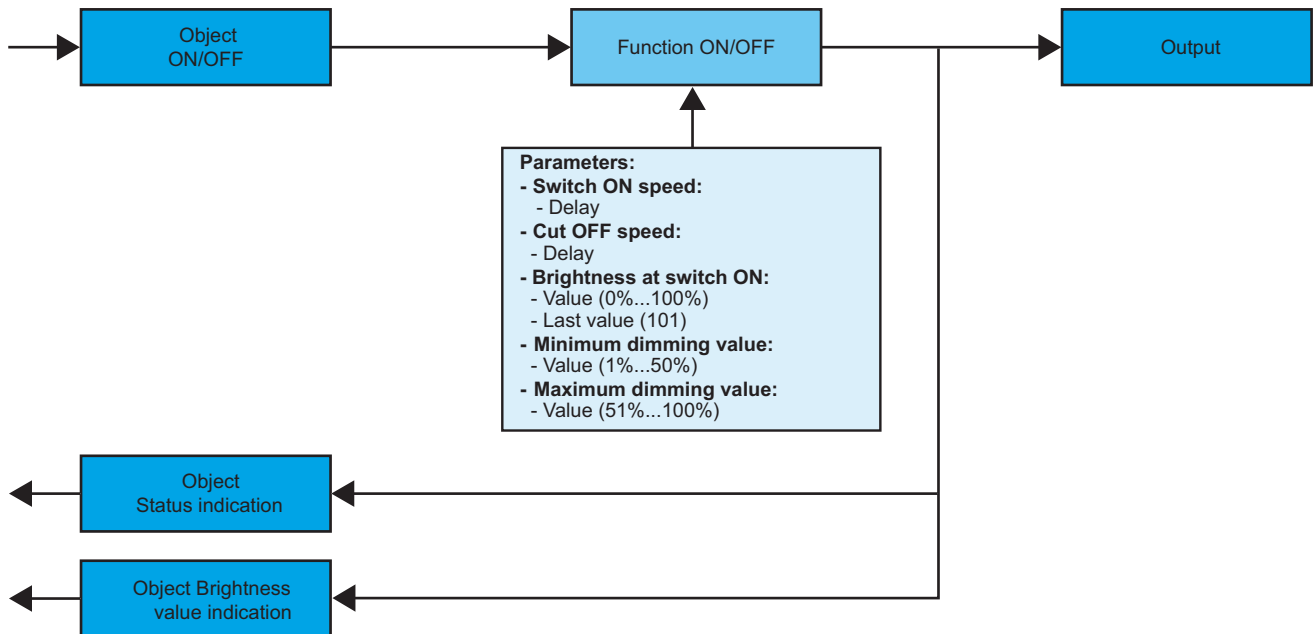 Object
ON/OFF
Function ON/OFF
Output
Parameters:
- Switch ON speed:
- Delay
- Cut OFF speed:
- Delay
- Brightness at switch ON:
- Value (0%...100%)
- Last value (101)
- Minimum dimming value:
- Value (1%...50%)
- Maximum dimming value:
- Value (51%...100%)
Object
Status indication
Object Brightness
value indication